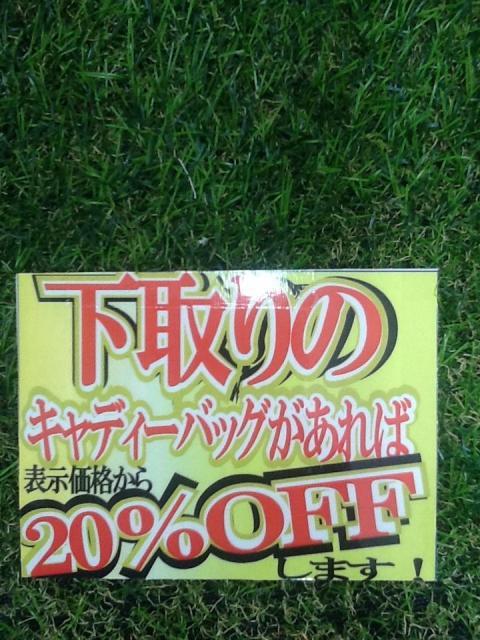 下取りの
キャディーバッグがあれば
表示価格から
20%OFF
します！